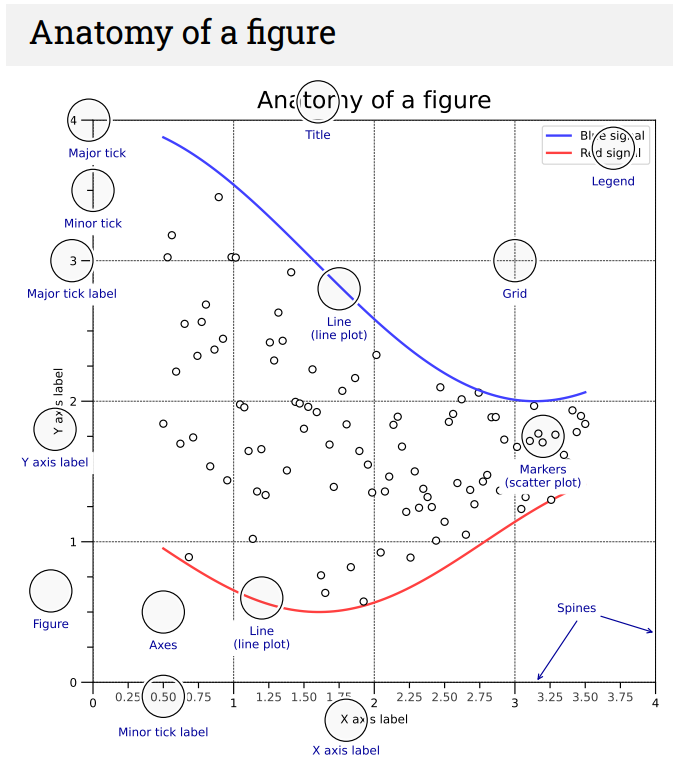 Anatomy of a figure
Anatomy of a figure
Title
Blue signal
Red signal
Legend
4
Major tick
Minor tick
3
Major tick label
Grid
Line
(line plot)
2
Y axis label
Y axis label
Markers
(scatter plot)
1
Figure
Axes
Line
(line plot)
Spines
0
0.25 0.50 0.75 1.25 1.50 1.75 2.25 2.50 2.75 3.25 3.50 3.75
0 1 2 3 4
Minor tick label
X axis label
X axis label